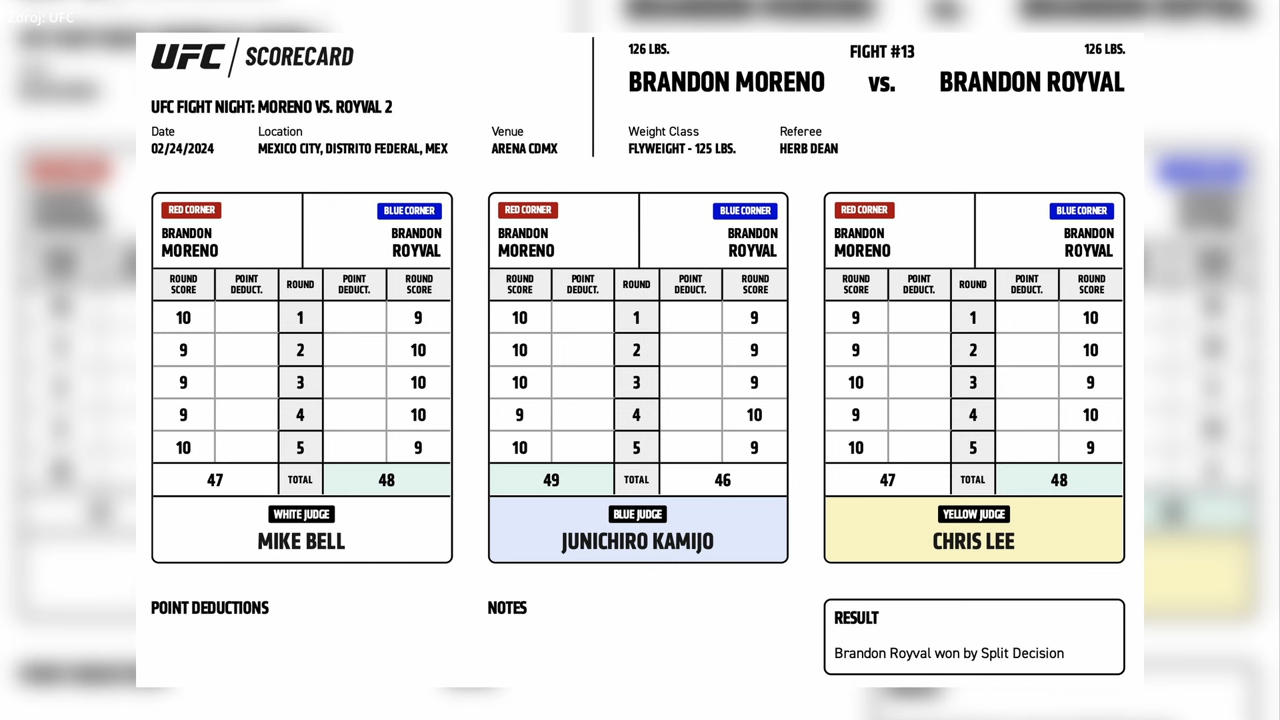 Zdroj: UFC
UFC / SCORECARD
UFC FIGHT NIGHT: MORENO VS. ROYVAL 2
Date Location Venue
02/24/2024 MEXICO CITY, DISTRITO FEDERAL, MEX ARENA CDMX
126 LBS. FIGHT #13 126 LBS.
BRANDON MORENO vs. BRANDON ROYVAL
Weight Class Referee
FLYWEIGHT - 125 LBS. HERB DEAN
RED CORNER BLUE CORNER
BRANDON BRANDON
MORENO ROYVAL
ROUND SCORE POINT DEDUCT. ROUND POINT DEDUCT. ROUND SCORE
10 1 9
9 2 10
9 3 10
9 4 10
10 5 9
47 TOTAL 48
WHITE JUDGE
MIKE BELL
RED CORNER BLUE CORNER
BRANDON BRANDON
MORENO ROYVAL
ROUND SCORE POINT DEDUCT. ROUND POINT DEDUCT. ROUND SCORE
10 1 9
10 2 9
10 3 9
9 4 10
10 5 9
49 TOTAL 46
BLUE JUDGE
JUNICHIRO KAMIJO
RED CORNER BLUE CORNER
BRANDON BRANDON
MORENO ROYVAL
ROUND SCORE POINT DEDUCT. ROUND POINT DEDUCT. ROUND SCORE
9 1 10
9 2 10
10 3 9
9 4 10
10 5 9
47 TOTAL 48
YELLOW JUDGE
CHRIS LEE
POINT DEDUCTIONS
NOTES
RESULT
Brandon Royval won by Split Decision